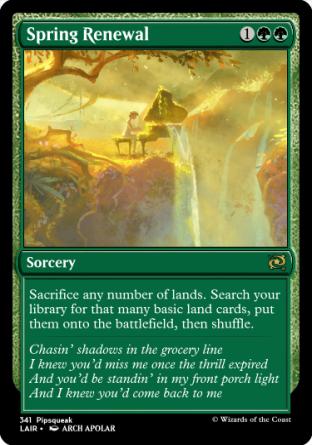 Spring Renewal 1
Sorcery
Sacrifice any number of lands. Search your
library for that many basic land cards, put
them onto the battlefield, then shuffle.
Chasin' shadows in the grocery line
I knew you'd miss me once the thrill expired
And you'd be standin' in my front porch light
And I knew you'd come back to me
341 Pipsqueak
LAIR • ARCH APOLAR
© Wizards of the Coast